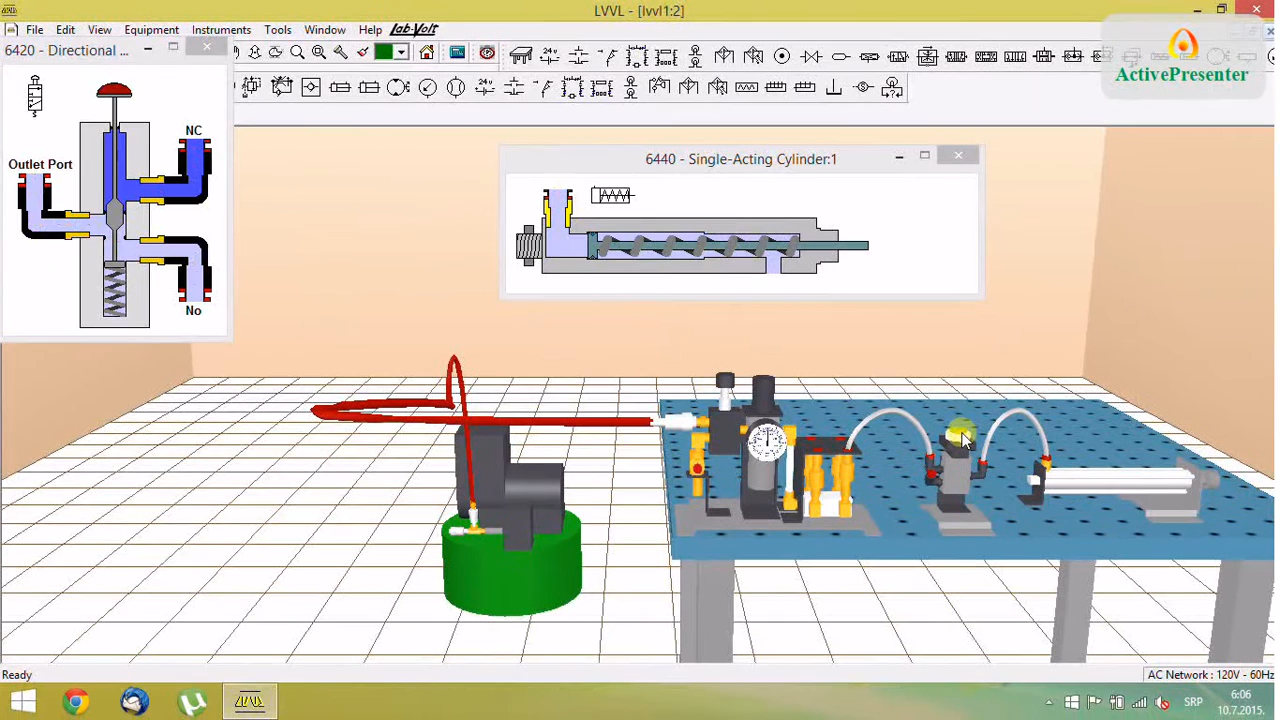 LVVL - [lvvl1:2]
File Edit View Equipment Instruments Tools Window Help Lab-Volt
6420 - Directional ...
ActivePresenter
NC
Outlet Port
No
6440 - Single-Acting Cylinder:1
Ready
AC Network : 120V - 60Hz
SRP
6:06
10.7.2015.